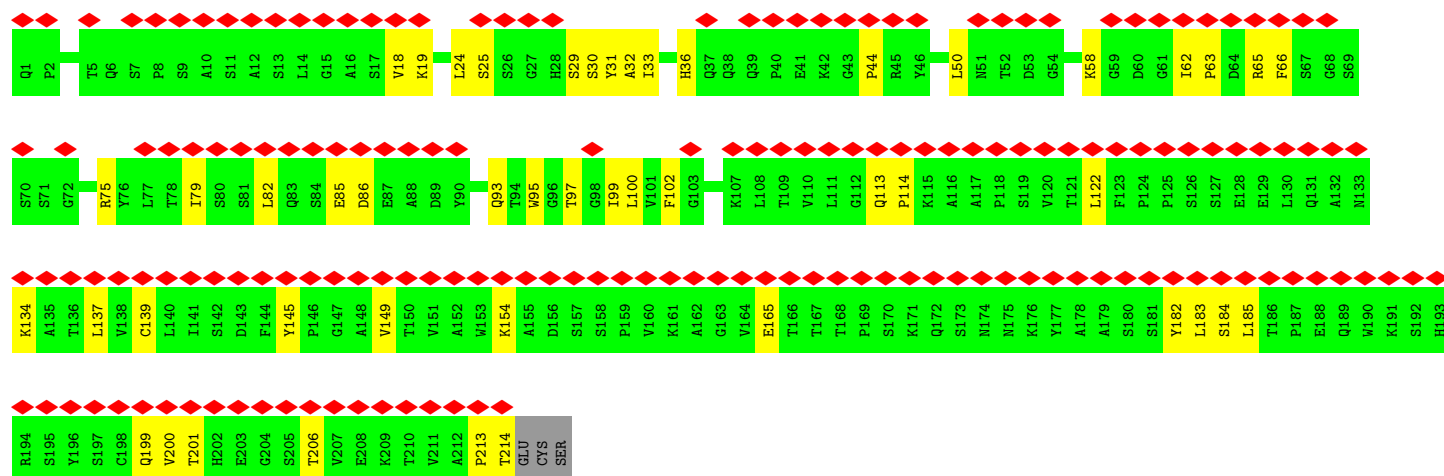 Q1 P2 T5 Q6 S7 P8 S9 A10 S11 A12 S13 L14 G15 A16 S17 V18 K19 L24 S25 S26 G27 H28 S29 S30 Y31 A32 I33 H36 Q37 Q38 Q39 P40 E41 K42 G43 P44 R45 Y46 L50 N51 T52 D53 G54 K58 G59 D60 G61 I62 P63 D64 R65 F66 S67 G68 S69
S70 S71 G72 R75 Y76 L77 T78 I79 S80 S81 L82 Q83 S84 E85 D86 E87 A88 D89 Y90 Q93 T94 W95 G96 T97 G98 I99 L100 V101 F102 G103 K107 L108 T109 V110 L111 G112 Q113 P114 K115 A116 A117 P118 S119 V120 T121 L122 F123 P124 P125 S126 S127 E128 E129 L130 Q131 A132 N133
K134 A135 T136 L137 V138 C139 L140 I141 S142 D143 F144 Y145 P146 G147 A148 V149 T150 V151 A152 W153 K154 A155 D156 S157 S158 P159 V160 K161 A162 G163 V164 E165 T166 T167 T168 P169 S170 K171 Q172 S173 N174 N175 K176 Y177 A178 A179 S180 S181 Y182 L183 S184 L185 T186 P187 E188 Q189 W190 K191 S192 H193
R194 S195 Y196 S197 C198 Q199 V200 T201 H202 E203 G204 S205 T206 V207 E208 K209 T210 V211 A212 P213 T214 GLU CYS SER